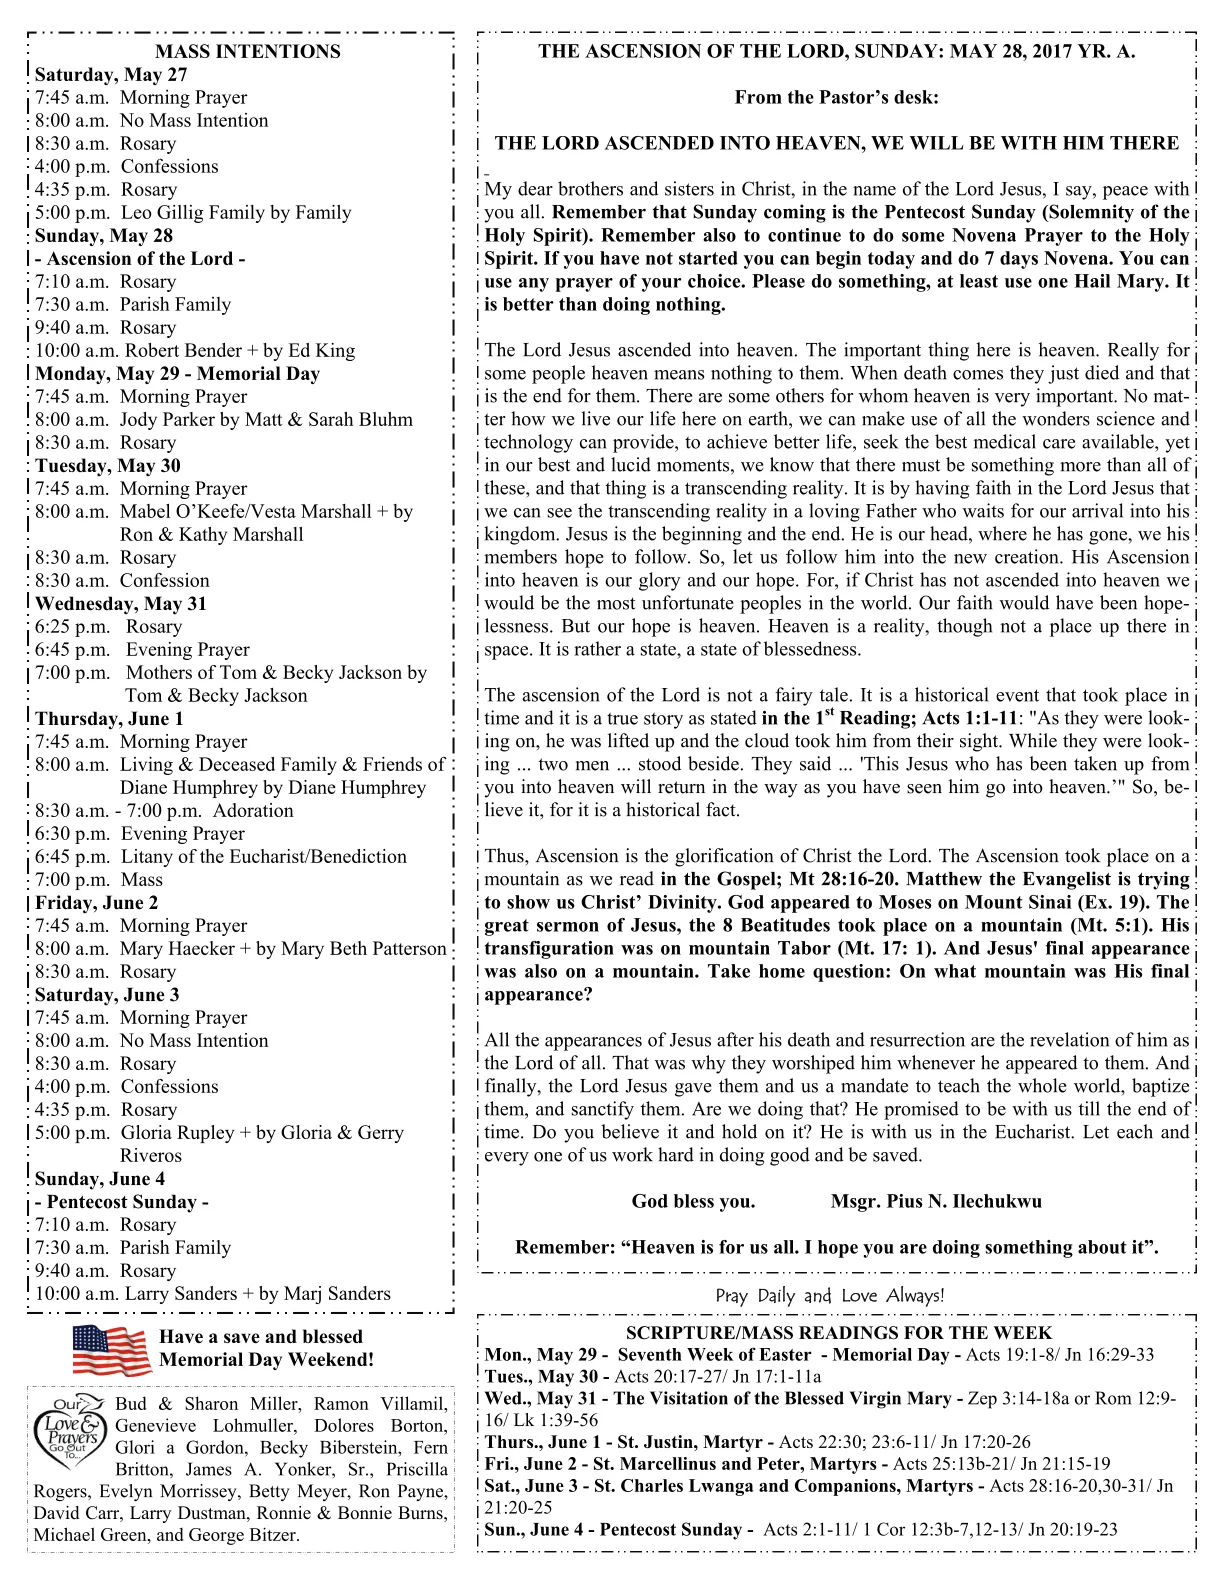 MASS INTENTIONS
Saturday, May 27
7:45 a.m. Morning Prayer
8:00 a.m. No Mass Intention
8:30 a.m. Rosary
4:00 p.m. Confessions
4:35 p.m. Rosary
5:00 p.m. Leo Gillig Family by Family
Sunday, May 28
- Ascension of the Lord -
7:10 a.m. Rosary
7:30 a.m. Parish Family
9:40 a.m. Rosary
10:00 a.m. Robert Bender + by Ed King
Monday, May 29 - Memorial Day
7:45 a.m. Morning Prayer
8:00 a.m. Jody Parker by Matt & Sarah Bluhm
8:30 a.m. Rosary
Tuesday, May 30
7:45 a.m. Morning Prayer
8:00 a.m. Mabel O’Keefe/Vesta Marshall + by
Ron & Kathy Marshall
8:30 a.m. Rosary
8:30 a.m. Confession
Wednesday, May 31
6:25 p.m. Rosary
6:45 p.m. Evening Prayer
7:00 p.m. Mothers of Tom & Becky Jackson by
Tom & Becky Jackson
Thursday, June 1
7:45 a.m. Morning Prayer
8:00 a.m. Living & Deceased Family & Friends of
Diane Humphrey by Diane Humphrey
8:30 a.m. - 7:00 p.m. Adoration
6:30 p.m. Evening Prayer
6:45 p.m. Litany of the Eucharist/Benediction
7:00 p.m. Mass
Friday, June 2
7:45 a.m. Morning Prayer
8:00 a.m. Mary Haecker + by Mary Beth Patterson
8:30 a.m. Rosary
Saturday, June 3
7:45 a.m. Morning Prayer
8:00 a.m. No Mass Intention
8:30 a.m. Rosary
4:00 p.m. Confessions
4:35 p.m. Rosary
5:00 p.m. Gloria Rupley + by Gloria & Gerry
Riveros
Sunday, June 4
- Pentecost Sunday -
7:10 a.m. Rosary
7:30 a.m. Parish Family
9:40 a.m. Rosary
10:00 a.m. Larry Sanders + by Marj Sanders
Have a save and blessed
Memorial Day Weekend!
Our
Love &
Prayers
Go Out
To...
Bud & Sharon Miller, Ramon Villamil,
Genevieve Lohmuller, Dolores Borton,
Glori a Gordon, Becky Biberstein, Fern
Britton, James A. Yonker, Sr., Priscilla
Rogers, Evelyn Morrissey, Betty Meyer, Ron Payne,
David Carr, Larry Dustman, Ronnie & Bonnie Burns,
Michael Green, and George Bitzer.
THE ASCENSION OF THE LORD, SUNDAY: MAY 28, 2017 YR. A.
From the Pastor’s desk:
THE LORD ASCENDED INTO HEAVEN, WE WILL BE WITH HIM THERE
My dear brothers and sisters in Christ, in the name of the Lord Jesus, I say, peace with
you all. Remember that Sunday coming is the Pentecost Sunday (Solemnity of the
Holy Spirit). Remember also to continue to do some Novena Prayer to the Holy
Spirit. If you have not started you can begin today and do 7 days Novena. You can
use any prayer of your choice. Please do something, at least use one Hail Mary. It
is better than doing nothing.
The Lord Jesus ascended into heaven. The important thing here is heaven. Really for
some people heaven means nothing to them. When death comes they just died and that
is the end for them. There are some others for whom heaven is very important. No mat-
ter how we live our life here on earth, we can make use of all the wonders science and
technology can provide, to achieve better life, seek the best medical care available, yet
in our best and lucid moments, we know that there must be something more than all of
these, and that thing is a transcending reality. It is by having faith in the Lord Jesus that
we can see the transcending reality in a loving Father who waits for our arrival into his
kingdom. Jesus is the beginning and the end. He is our head, where he has gone, we his
members hope to follow. So, let us follow him into the new creation. His Ascension
into heaven is our glory and our hope. For, if Christ has not ascended into heaven we
would be the most unfortunate peoples in the world. Our faith would have been hope-
lessness. But our hope is heaven. Heaven is a reality, though not a place up there in
space. It is rather a state, a state of blessedness.
The ascension of the Lord is not a fairy tale. It is a historical event that took place in
time and it is a true story as stated in the 1st Reading; Acts 1:1-11: "As they were look-
ing on, he was lifted up and the cloud took him from their sight. While they were look-
ing ... two men ... stood beside. They said ... 'This Jesus who has been taken up from
you into heaven will return in the way as you have seen him go into heaven.’" So, be-
lieve it, for it is a historical fact.
Thus, Ascension is the glorification of Christ the Lord. The Ascension took place on a
mountain as we read in the Gospel; Mt 28:16-20. Matthew the Evangelist is trying
to show us Christ’ Divinity. God appeared to Moses on Mount Sinai (Ex. 19). The
great sermon of Jesus, the 8 Beatitudes took place on a mountain (Mt. 5:1). His
transfiguration was on mountain Tabor (Mt. 17: 1). And Jesus' final appearance
was also on a mountain. Take home question: On what mountain was His final
appearance?
All the appearances of Jesus after his death and resurrection are the revelation of him as
the Lord of all. That was why they worshiped him whenever he appeared to them. And
finally, the Lord Jesus gave them and us a mandate to teach the whole world, baptize
them, and sanctify them. Are we doing that? He promised to be with us till the end of
time. Do you believe it and hold on it? He is with us in the Eucharist. Let each and
every one of us work hard in doing good and be saved.
God bless you. Msgr. Pius N. Ilechukwu
Remember: “Heaven is for us all. I hope you are doing something about it”.
Pray Daily and Love Always!
SCRIPTURE/MASS READINGS FOR THE WEEK
Mon., May 29 - Seventh Week of Easter - Memorial Day - Acts 19:1-8/ Jn 16:29-33
Tues., May 30 - Acts 20:17-27/ Jn 17:1-11a
Wed., May 31 - The Visitation of the Blessed Virgin Mary - Zep 3:14-18a or Rom 12:9-
16/ Lk 1:39-56
Thurs., June 1 - St. Justin, Martyr - Acts 22:30; 23:6-11/ Jn 17:20-26
Fri., June 2 - St. Marcellinus and Peter, Martyrs - Acts 25:13b-21/ Jn 21:15-19
Sat., June 3 - St. Charles Lwanga and Companions, Martyrs - Acts 28:16-20,30-31/ Jn
21:20-25
Sun., June 4 - Pentecost Sunday - Acts 2:1-11/ 1 Cor 12:3b-7,12-13/ Jn 20:19-23